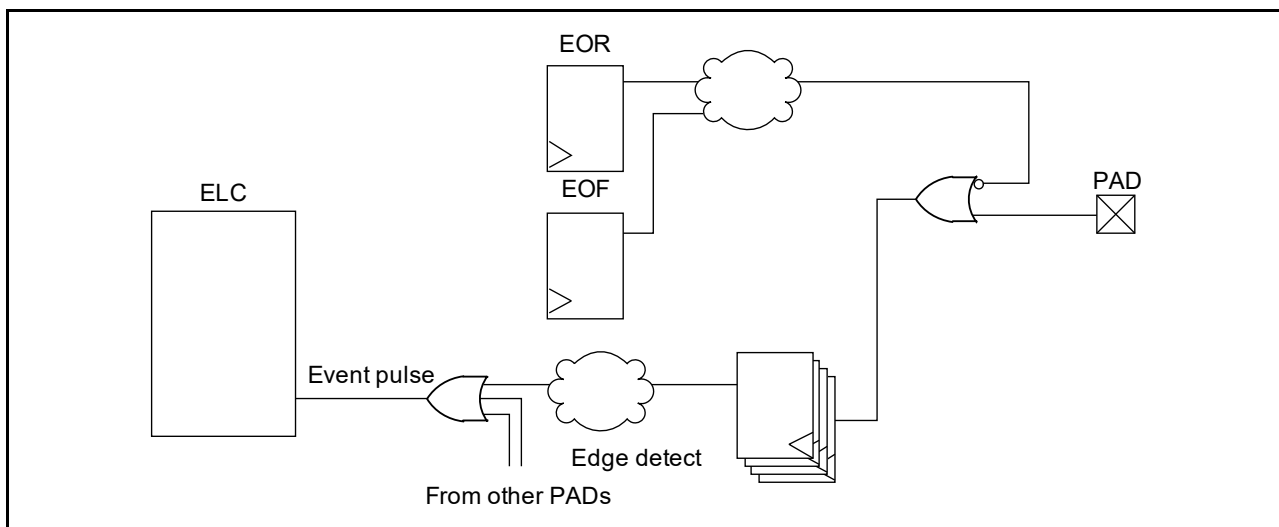 EOR
ELC
EOF
PAD
Event pulse
Edge detect
From other PADs